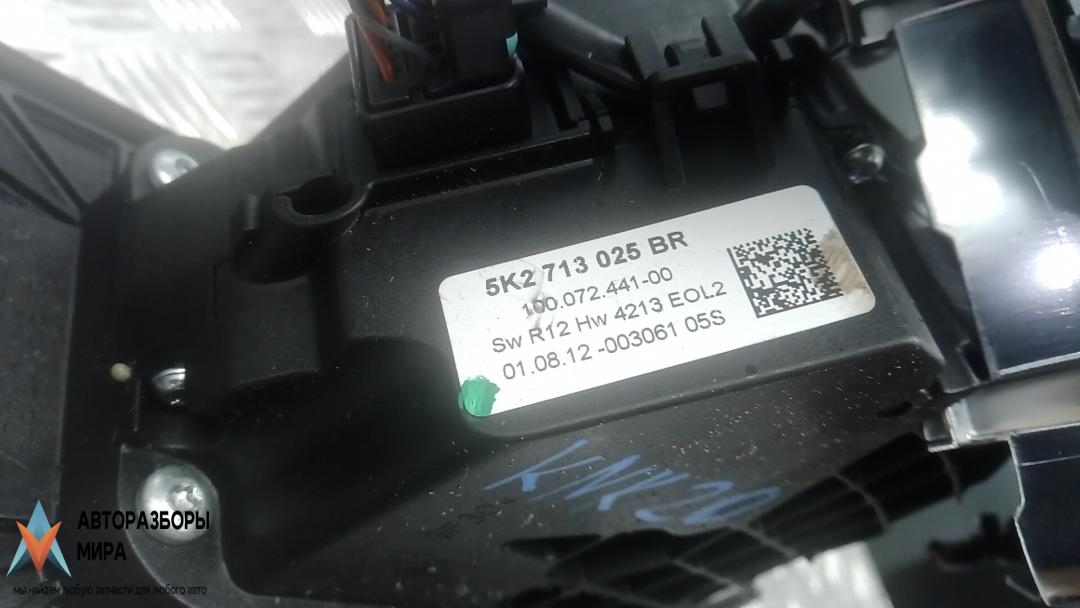 5K2 713 025 BR
100.072.441-00
Sw R12 Hw 4213 EOL2
01.08.12 -003061 05S
KNK20
АВТОРАЗБОРЫ
МИРА
мы найдем любую запчасти для любого авто